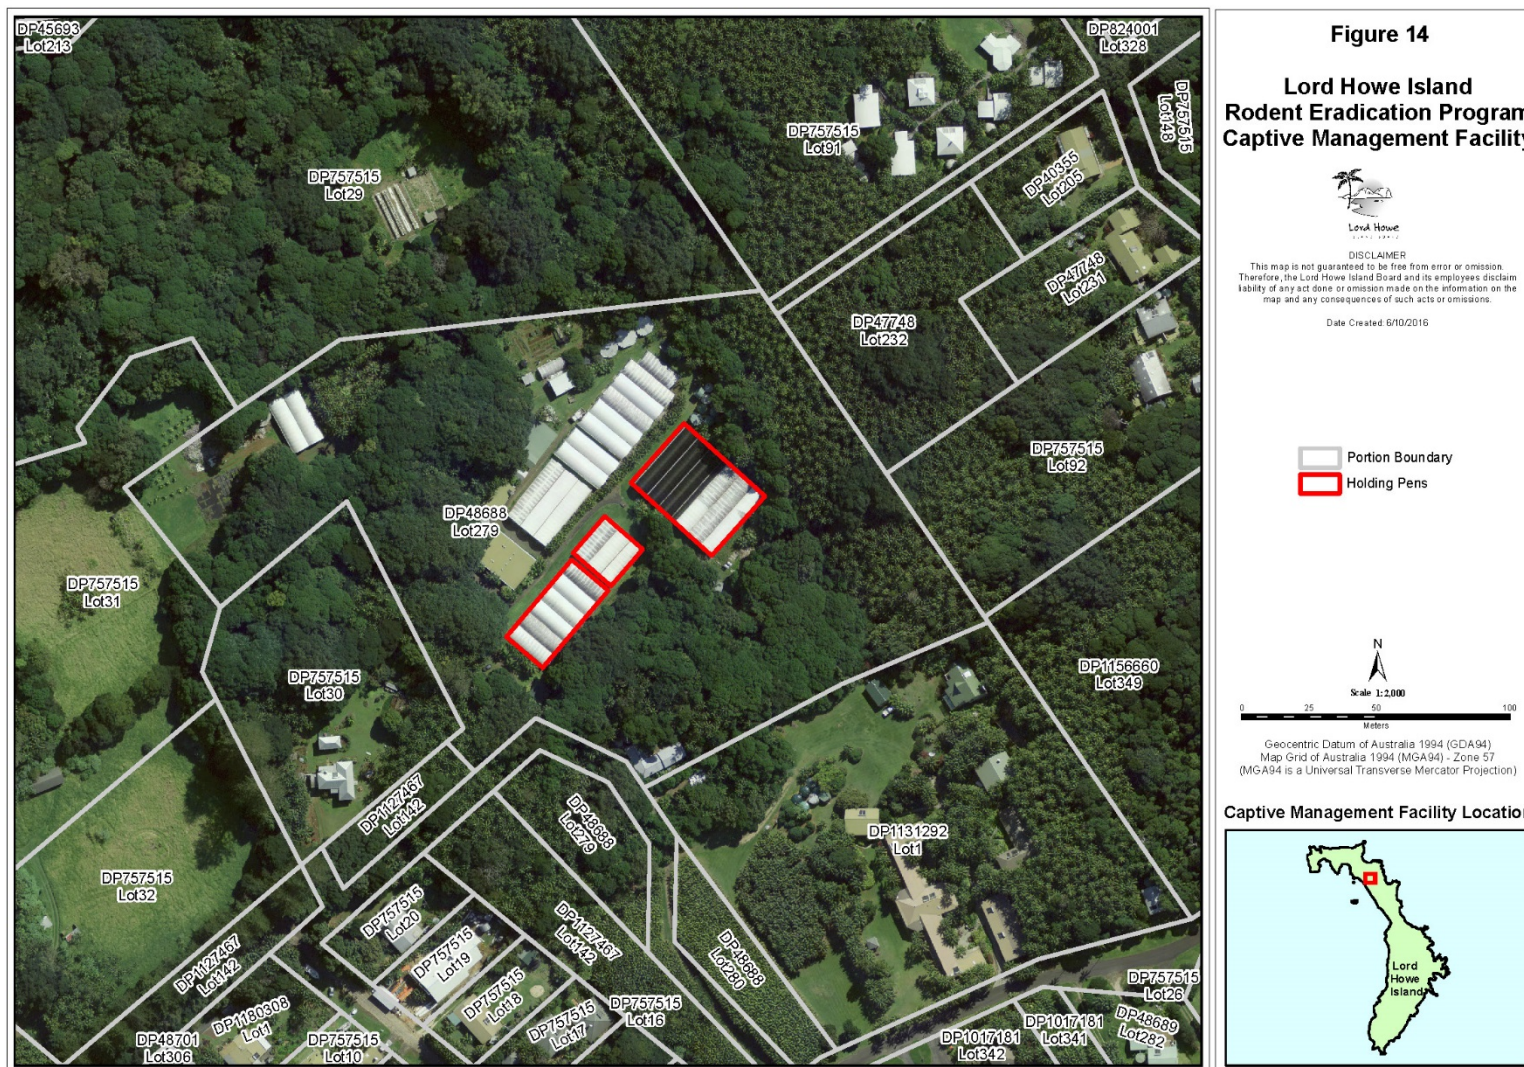 DP45693
Lot213
DP824001
Lot328
DP757515
Lot148
DP757515
Lot91
DP40355
Lot205
DP757515
Lot29
DP47748
Lot231
DP47748
Lot232
DP757515
Lot92
DP48688
Lot279
DP757515
Lot31
DP757515
Lot30
DP1156660
Lot349
DP1127467
Lot142
DP48688
Lot279
DP1131292
Lot1
DP757515
Lot32
DP757515
Lot20
DP757515
Lot19
DP1127467
Lot142
DP48688
Lot280
DP1127467
Lot142
DP757515
Lot18
DP757515
Lot26
DP1180308
Lot1
DP757515
Lot17
DP757515
Lot16
DP48701
Lot306
DP757515
Lot10
DP1017181
Lot342
DP1017181
Lot341
DP48689
Lot282
Figure 14
Lord Howe Island
Rodent Eradication Program
Captive Management Facility
Lord Howe
DISCLAIMER
This map is not guaranteed to be free from error or omission.
Therefore, the Lord Howe Island Board and its employees disclaim
liability of any act done or omission made on the information on the
map and any consequences of such acts or omissions.
Date Created: 6/10/2016
Portion Boundary
Holding Pens
N
Scale 1:2,000
0 25 50 100
Meters
Geocentric Datum of Australia 1994 (GDA94)
Map Grid of Australia 1994 (MGA94) - Zone 57
(MGA94 is a Universal Transverse Mercator Projection)
Captive Management Facility Location
Lord
Howe
Island